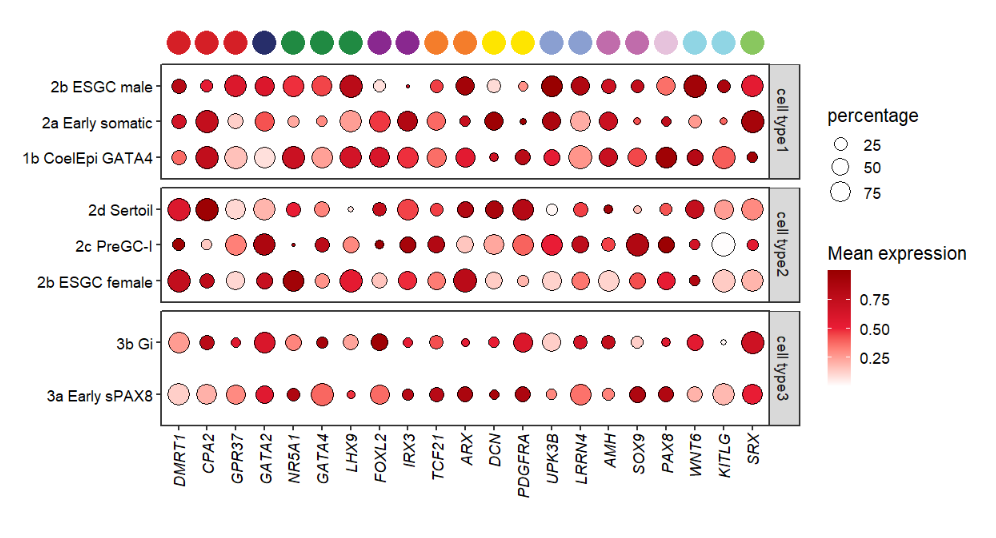 2b ESGC male
2a Early somatic
1b CoelEpi GATA4
cell type1
2d Sertoil
2c PreGC-I
2b ESGC female
cell type2
3b Gi
3a Early sPAX8
cell type3
DMRT1
CPA2
GPR37
GATA2
NR5A1
GATA4
LHX9
FOXL2
IRX3
TCF21
ARX
DCN
PDGFRA
UPK3B
LRRN4
AMH
SOX9
PAX8
WNT6
KITLG
SRX
percentage
25
50
75
Mean expression
0.75
0.50
0.25